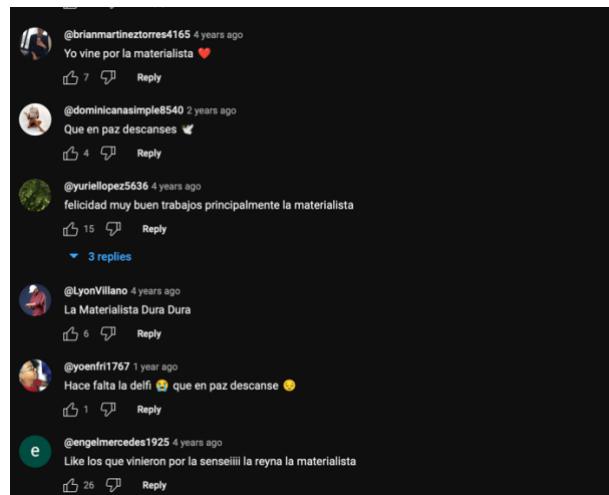 @brianmartineztorres4165 4 years ago
Yo vine por la materialista ❤️
7 Reply
@dominicanasimple8540 2 years ago
Que en paz descanses 🕊️
4 Reply
@yuriellopez5636 4 years ago
felicidad muy buen trabajos principalmente la materialista
15 Reply
3 replies
@LyonVillano 4 years ago
La Materialista Dura Dura
6 Reply
@yoenfri1767 1 year ago
Hace falta la delfi 😭 que en paz descanse 😔
1 Reply
e
@engelmercedes1925 4 years ago
Like los que vinieron por la senseiiii la reyna la materialista
26 Reply